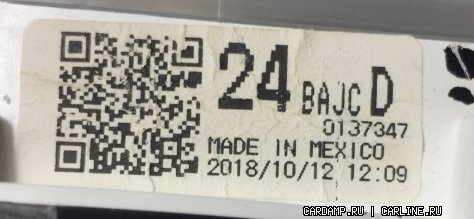 24 BAJC D
0137347
MADE IN MEXICO
2018/10/12 12:09
CARDAMP.RU | CARLINE.RU